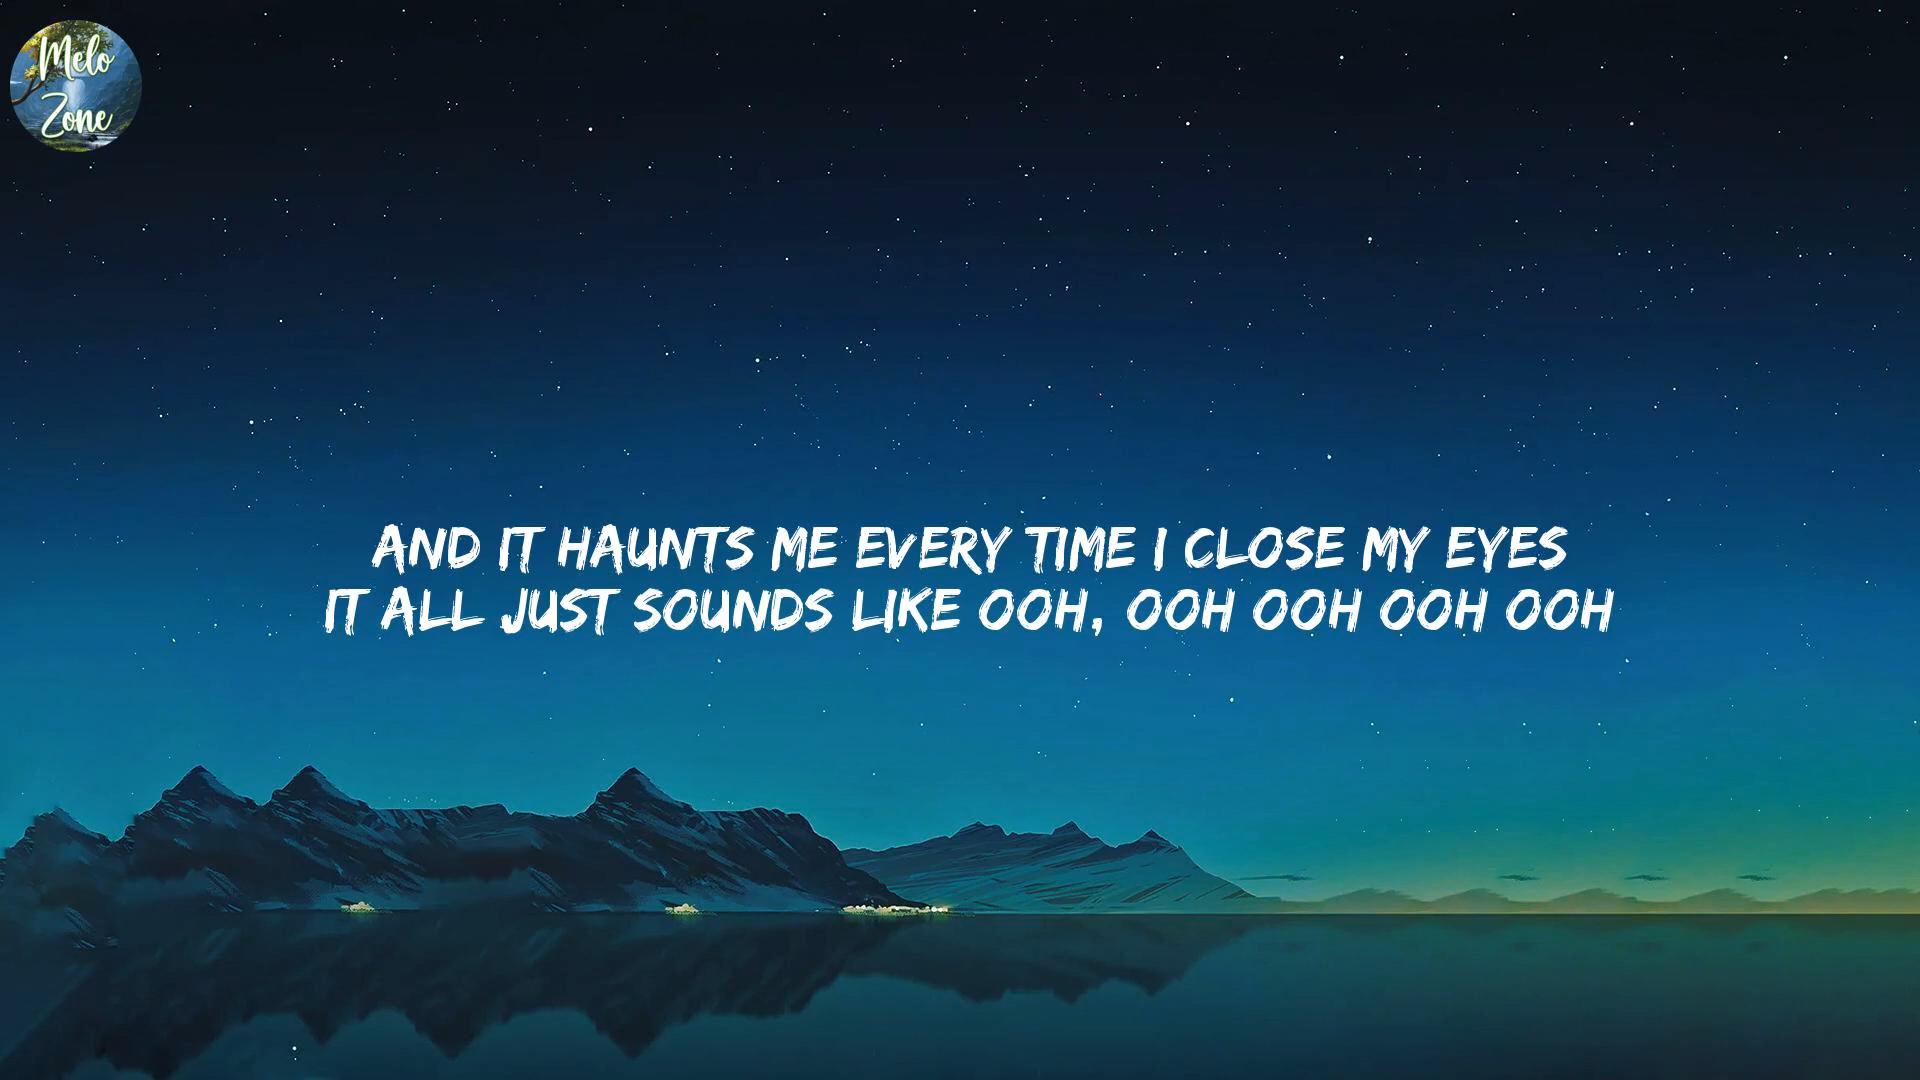 Melo
Zone
AND IT HAUNTS ME EVERY TIME I CLOSE MY EYES
IT ALL JUST SOUNDS LIKE OOH, OOH OOH OOH OOH